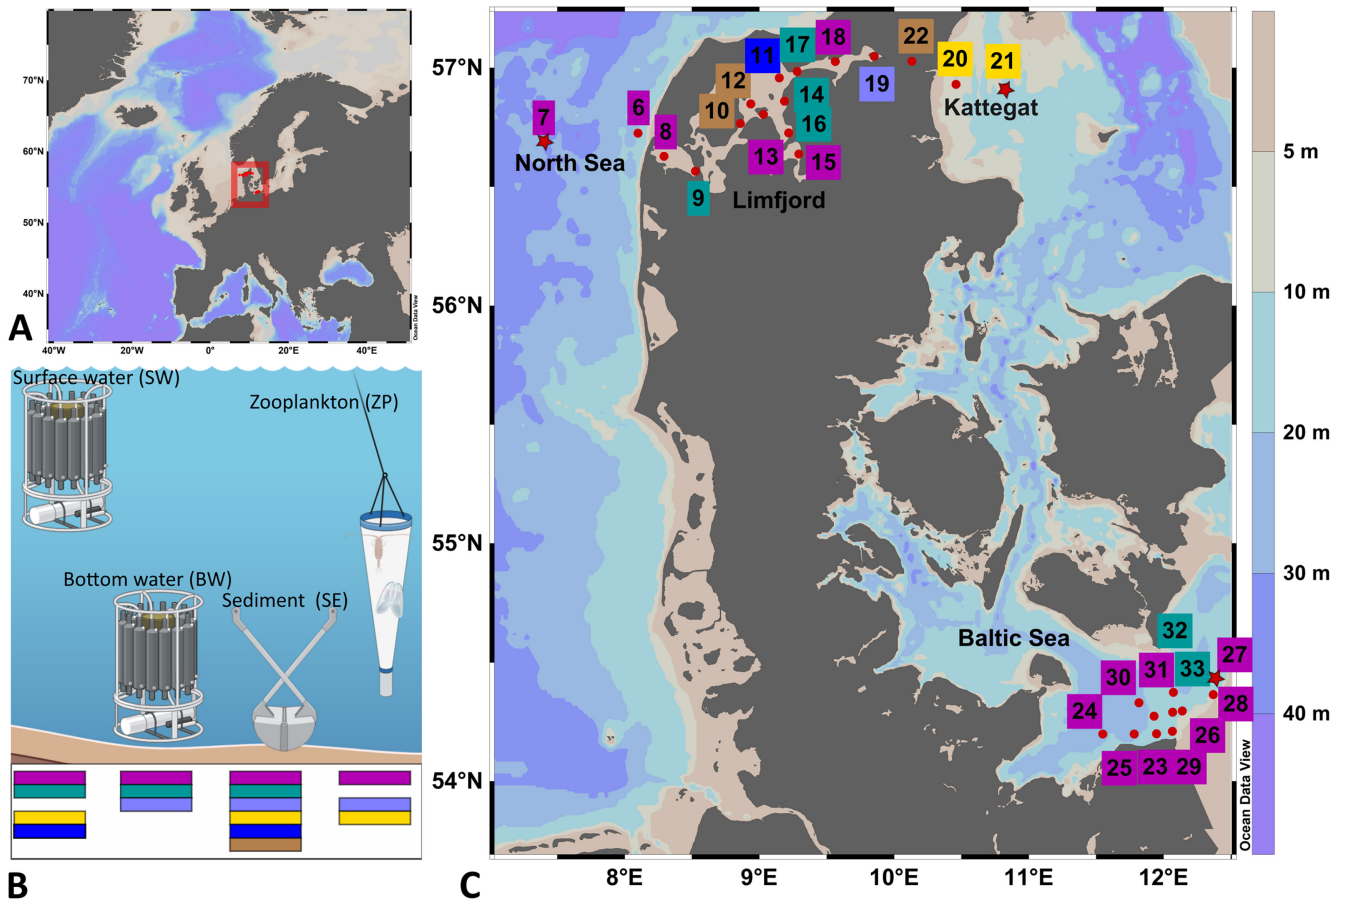 70°N
60°N
50°N
40°N
40°W
20°W
0°
20°E
40°E
Ocean Data View
A
Surface water (SW)
Zooplankton (ZP)
Bottom water (BW)
Sediment (SE)
B
57°N
56°N
55°N
54°N
8°E
9°E
10°E
11°E
12°E
C
7
6
8
North Sea
9
10
12
11
17
18
14
16
13
15
Limfjord
19
22
20
21
Kattegat
Baltic Sea
32
27
30
31
33
24
28
26
25
23
29
Ocean Data View
5 m
10 m
20 m
30 m
40 m